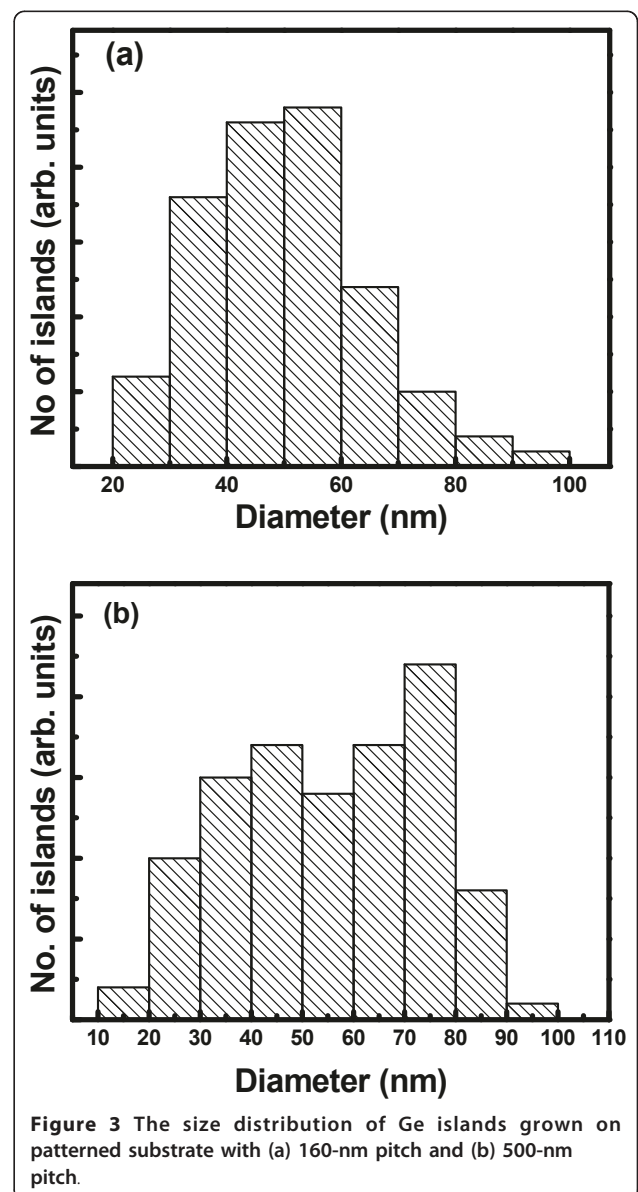 (a)
No of islands (arb. units)
20 40 60 80 100
Diameter (nm)
(b)
No. of islands (arb. units)
10 20 30 40 50 60 70 80 90 100 110
Diameter (nm)
Figure 3 The size distribution of Ge islands grown on
patterned substrate with (a) 160-nm pitch and (b) 500-nm
pitch.